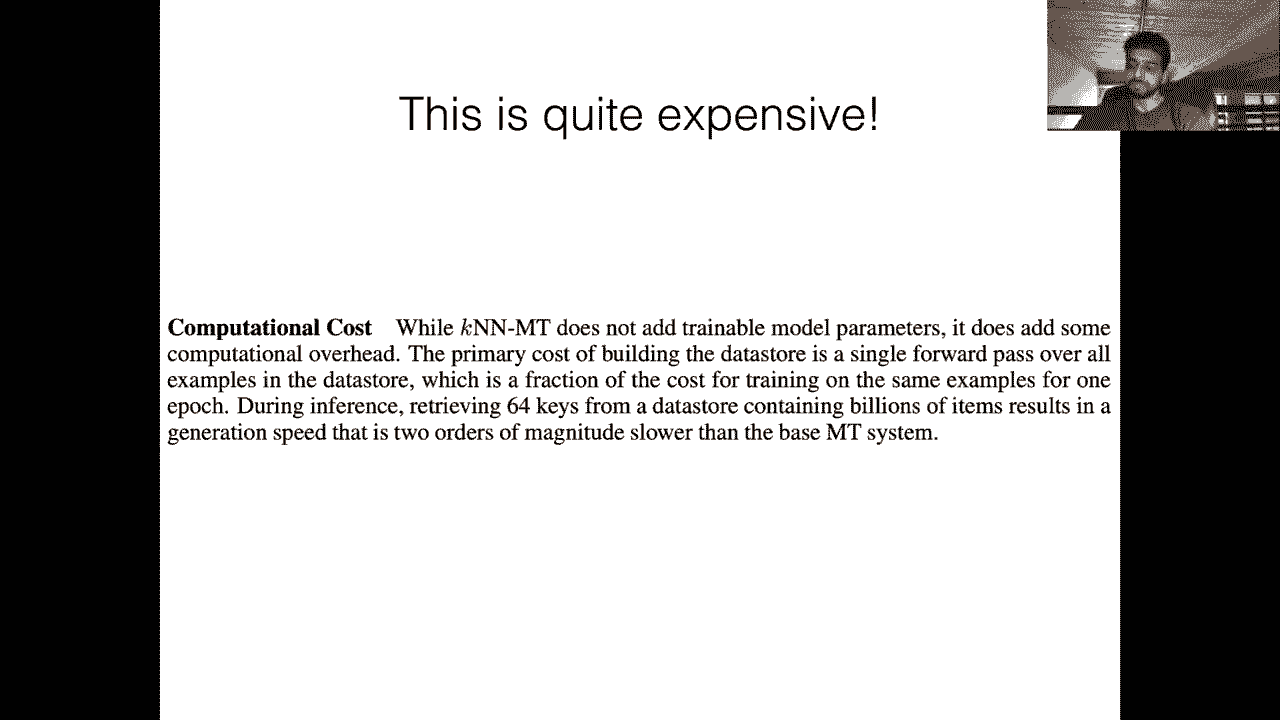 This is quite expensive!
Computational Cost While kNN-MT does not add trainable model parameters, it does add some
computational overhead. The primary cost of building the datastore is a single forward pass over all
examples in the datastore, which is a fraction of the cost for training on the same examples for one
epoch. During inference, retrieving 64 keys from a datastore containing billions of items results in a
generation speed that is two orders of magnitude slower than the base MT system.